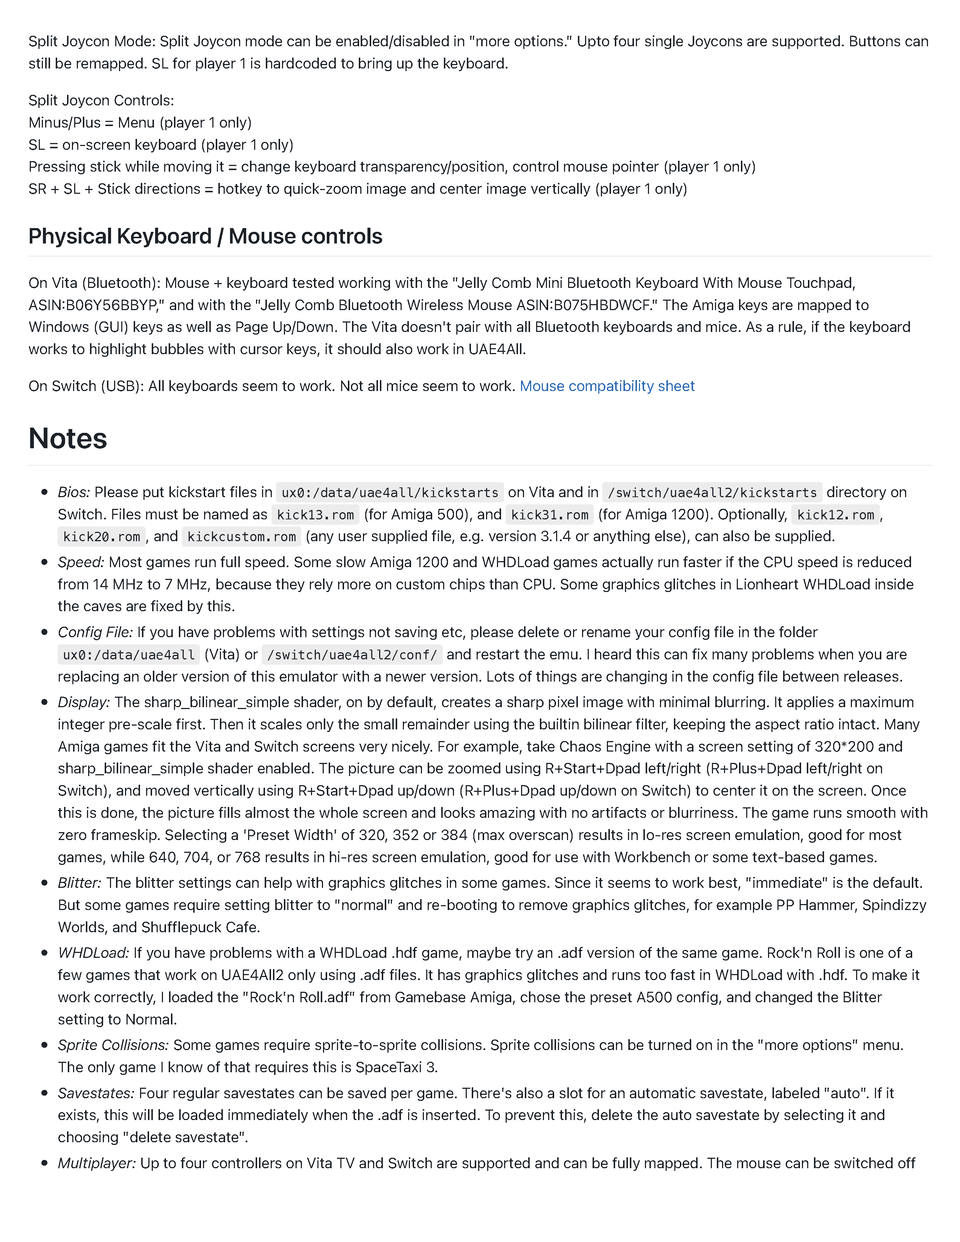 Split Joycon Mode: Split Joycon mode can be enabled/disabled in "more options." Upto four single Joycons are supported. Buttons can
still be remapped. SL for player 1 is hardcoded to bring up the keyboard.
Split Joycon Controls:
Minus/Plus = Menu (player 1 only)
SL = on-screen keyboard (player 1 only)
Pressing stick while moving it = change keyboard transparency/position, control mouse pointer (player 1 only)
SR + SL + Stick directions = hotkey to quick-zoom image and center image vertically (player 1 only)
Physical Keyboard / Mouse controls
On Vita (Bluetooth): Mouse + keyboard tested working with the "Jelly Comb Mini Bluetooth Keyboard With Mouse Touchpad,
ASIN:B06Y56BBYP," and with the "Jelly Comb Bluetooth Wireless Mouse ASIN:B075HBDWCF." The Amiga keys are mapped to
Windows (GUI) keys as well as Page Up/Down. The Vita doesn't pair with all Bluetooth keyboards and mice. As a rule, if the keyboard
works to highlight bubbles with cursor keys, it should also work in UAE4All.
On Switch (USB): All keyboards seem to work. Not all mice seem to work. Mouse compatibility sheet
Notes
• Bios: Please put kickstart files in ux0:/data/uae4all/kickstarts on Vita and in /switch/uae4all2/kickstarts directory on
Switch. Files must be named as kick13.rom (for Amiga 500), and kick31.rom (for Amiga 1200). Optionally, kick12.rom ,
kick20.rom , and kickcustom.rom (any user supplied file, e.g. version 3.1.4 or anything else), can also be supplied.
• Speed: Most games run full speed. Some slow Amiga 1200 and WHDLoad games actually run faster if the CPU speed is reduced
from 14 MHz to 7 MHz, because they rely more on custom chips than CPU. Some graphics glitches in Lionheart WHDLoad inside
the caves are fixed by this.
• Config File: If you have problems with settings not saving etc, please delete or rename your config file in the folder
ux0:/data/uae4all (Vita) or /switch/uae4all2/conf/ and restart the emu. I heard this can fix many problems when you are
replacing an older version of this emulator with a newer version. Lots of things are changing in the config file between releases.
• Display: The sharp_bilinear_simple shader, on by default, creates a sharp pixel image with minimal blurring. It applies a maximum
integer pre-scale first. Then it scales only the small remainder using the builtin bilinear filter, keeping the aspect ratio intact. Many
Amiga games fit the Vita and Switch screens very nicely. For example, take Chaos Engine with a screen setting of 320*200 and
sharp_bilinear_simple shader enabled. The picture can be zoomed using R+Start+Dpad left/right (R+Plus+Dpad left/right on
Switch), and moved vertically using R+Start+Dpad up/down (R+Plus+Dpad up/down on Switch) to center it on the screen. Once
this is done, the picture fills almost the whole screen and looks amazing with no artifacts or blurriness. The game runs smooth with
zero frameskip. Selecting a 'Preset Width' of 320, 352 or 384 (max overscan) results in lo-res screen emulation, good for most
games, while 640, 704, or 768 results in hi-res screen emulation, good for use with Workbench or some text-based games.
• Blitter: The blitter settings can help with graphics glitches in some games. Since it seems to work best, "immediate" is the default.
But some games require setting blitter to "normal" and re-booting to remove graphics glitches, for example PP Hammer, Spindizzy
Worlds, and Shufflepuck Cafe.
• WHDLoad: If you have problems with a WHDLoad .hdf game, maybe try an .adf version of the same game. Rock'n Roll is one of a
few games that work on UAE4All2 only using .adf files. It has graphics glitches and runs too fast in WHDLoad with .hdf. To make it
work correctly, I loaded the "Rock'n Roll.adf" from Gamebase Amiga, chose the preset A500 config, and changed the Blitter
setting to Normal.
• Sprite Collisions: Some games require sprite-to-sprite collisions. Sprite collisions can be turned on in the "more options" menu.
The only game I know of that requires this is SpaceTaxi 3.
• Savestates: Four regular savestates can be saved per game. There's also a slot for an automatic savestate, labeled "auto". If it
exists, this will be loaded immediately when the .adf is inserted. To prevent this, delete the auto savestate by selecting it and
choosing "delete savestate".
• Multiplayer: Up to four controllers on Vita TV and Switch are supported and can be fully mapped. The mouse can be switched off